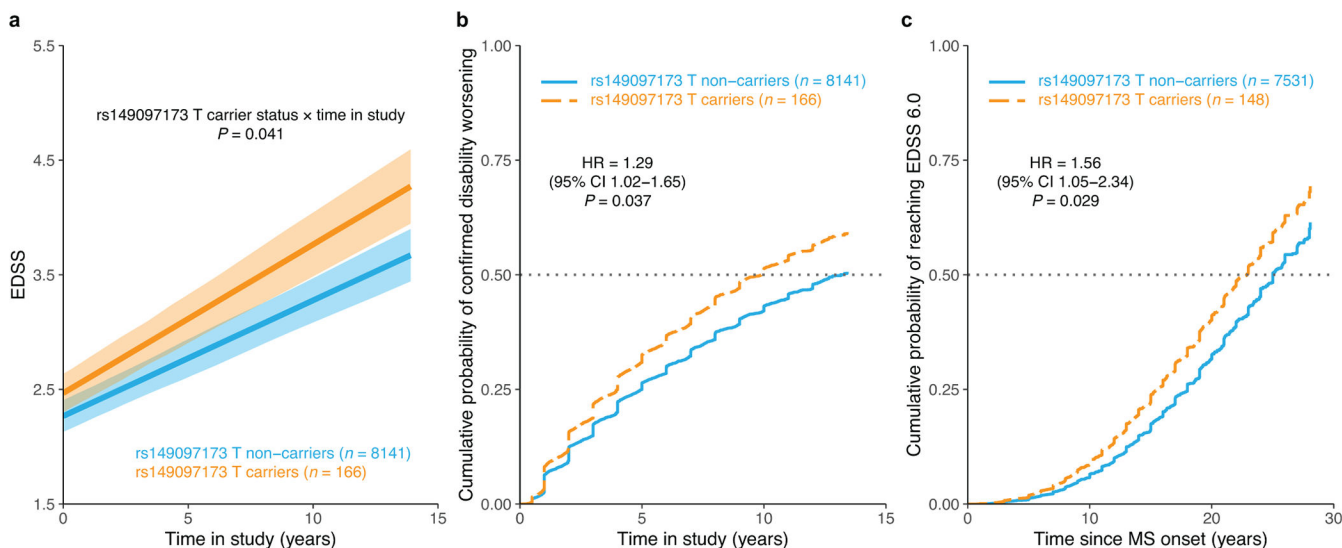 a
5.5
4.5
3.5
2.5
1.5
EDSS
rs149097173 T carrier status × time in study
P = 0.041
rs149097173 T non-carriers (n = 8141)
rs149097173 T carriers (n = 166)
0
5
10
15
Time in study (years)
b
1.00
0.75
0.50
0.25
0.00
Cumulative probability of confirmed disability worsening
rs149097173 T non-carriers (n = 8141)
rs149097173 T carriers (n = 166)
HR = 1.29
(95% CI 1.02–1.65)
P = 0.037
0
5
10
15
Time in study (years)
c
1.00
0.75
0.50
0.25
0.00
Cumulative probability of reaching EDSS 6.0
rs149097173 T non-carriers (n = 7531)
rs149097173 T carriers (n = 148)
HR = 1.56
(95% CI 1.05–2.34)
P = 0.029
0
10
20
30
Time since MS onset (years)